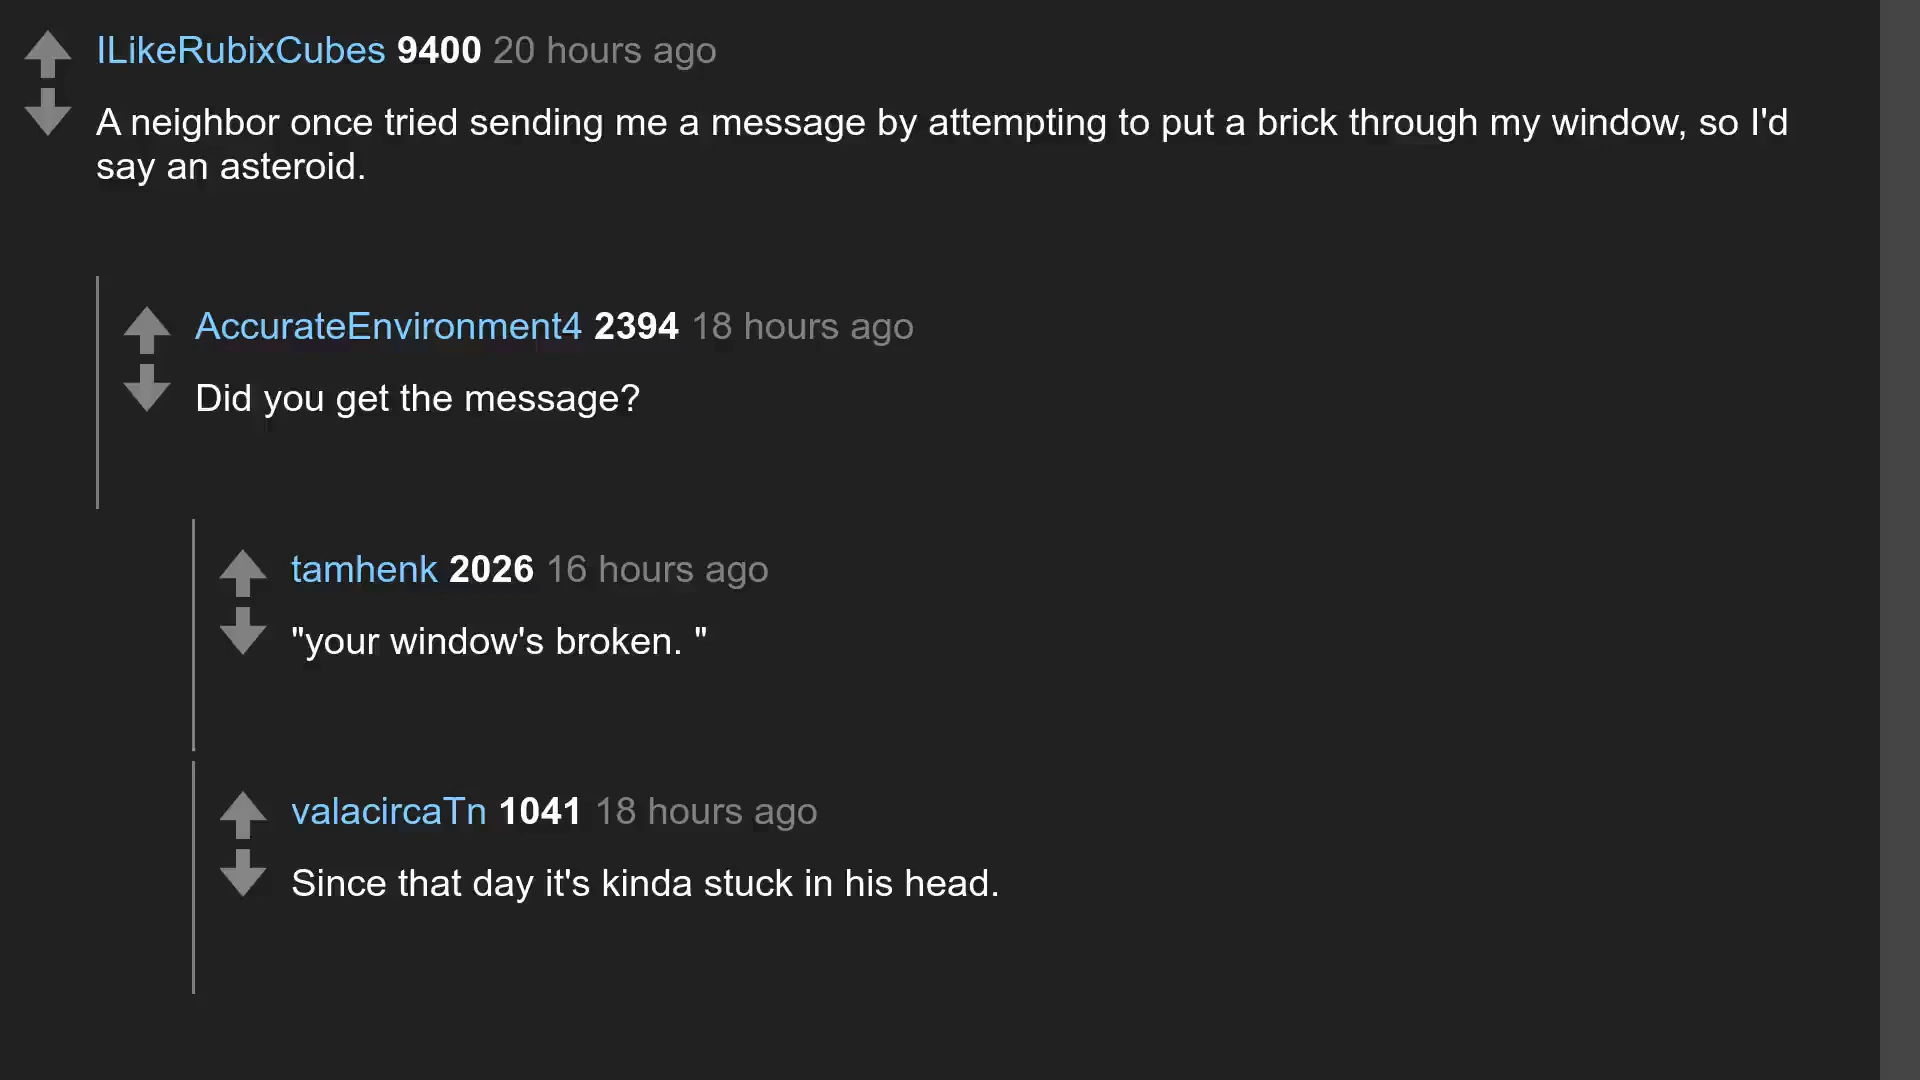 ILikeRubixCubes 9400 20 hours ago
A neighbor once tried sending me a message by attempting to put a brick through my window, so I'd
say an asteroid.
AccurateEnvironment4 2394 18 hours ago
Did you get the message?
tamhenk 2026 16 hours ago
"your window's broken. "
valacircaTn 1041 18 hours ago
Since that day it's kinda stuck in his head.